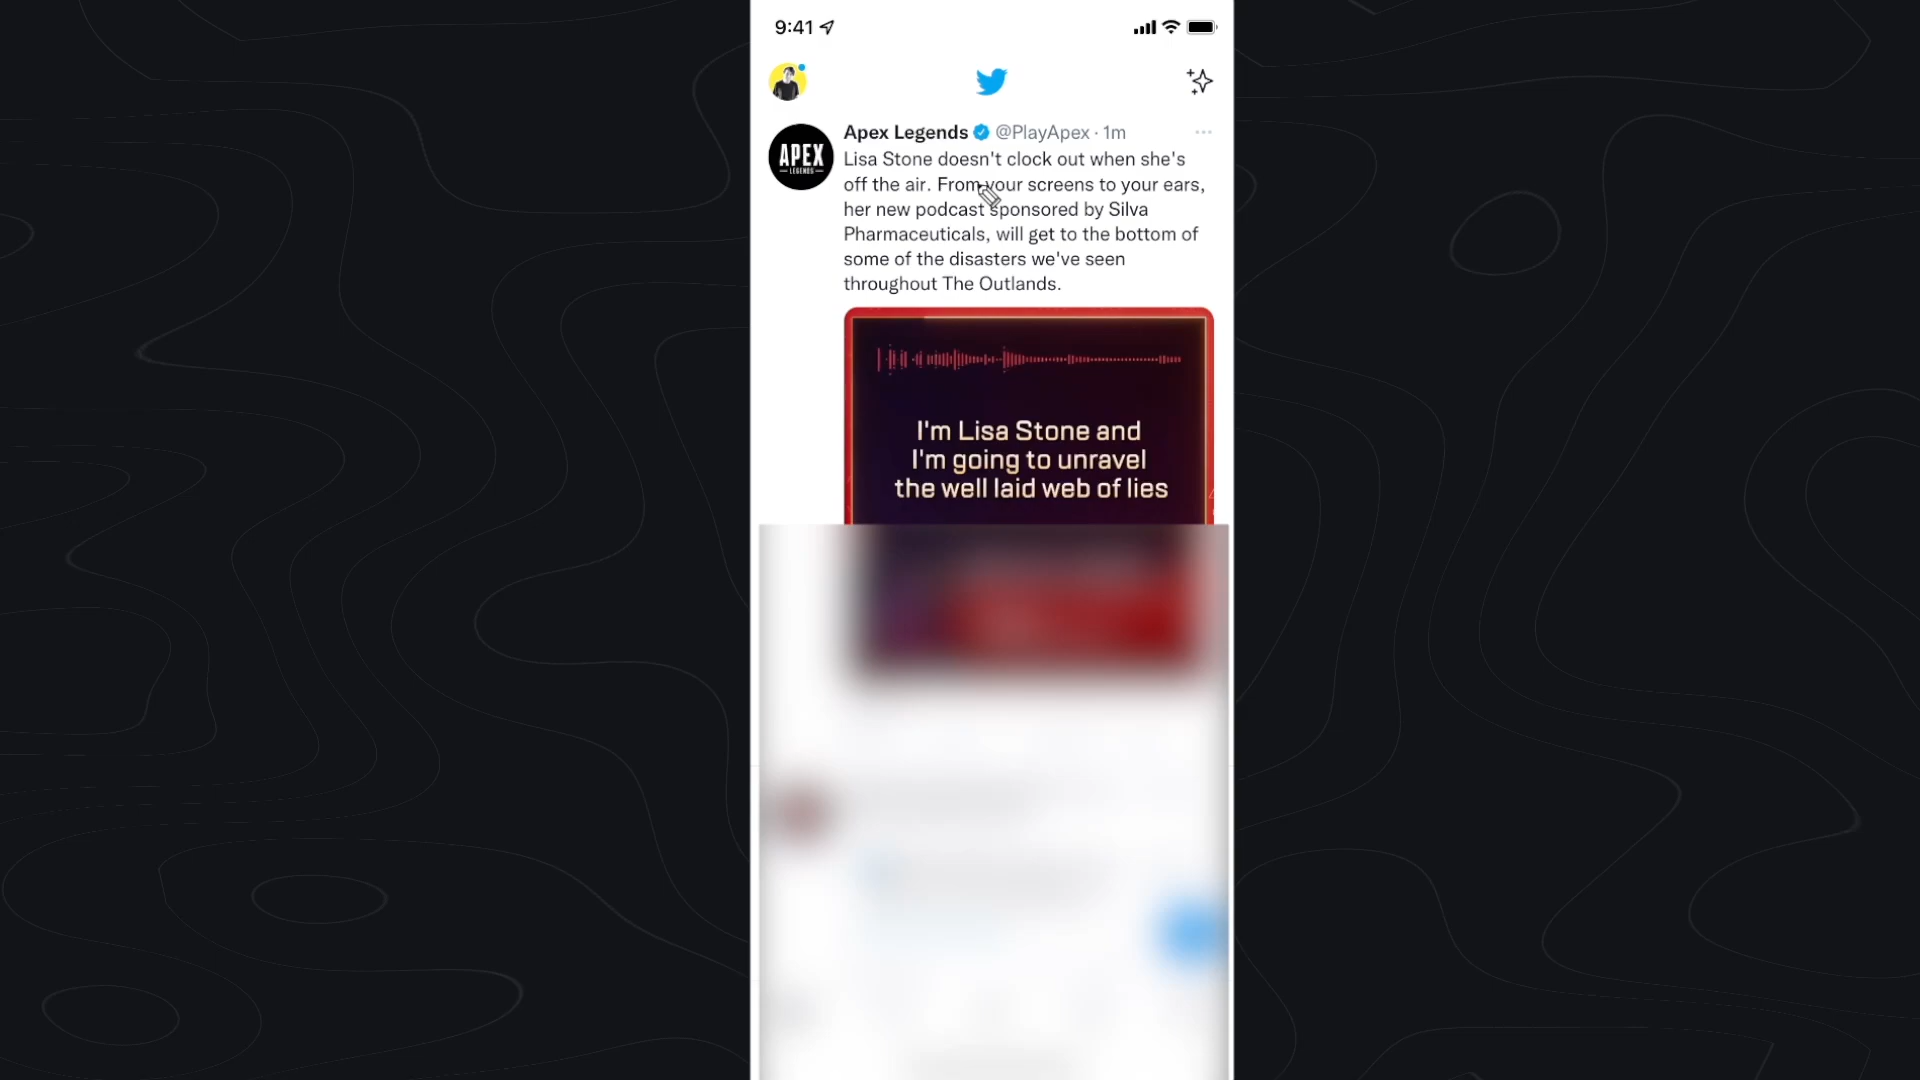 9:41
Apex Legends @PlayApex · 1m
APEX
LEGENDS
Lisa Stone doesn't clock out when she's
off the air. From your screens to your ears,
her new podcast sponsored by Silva
Pharmaceuticals, will get to the bottom of
some of the disasters we've seen
throughout The Outlands.
I'm Lisa Stone and
I'm going to unravel
the well laid web of lies